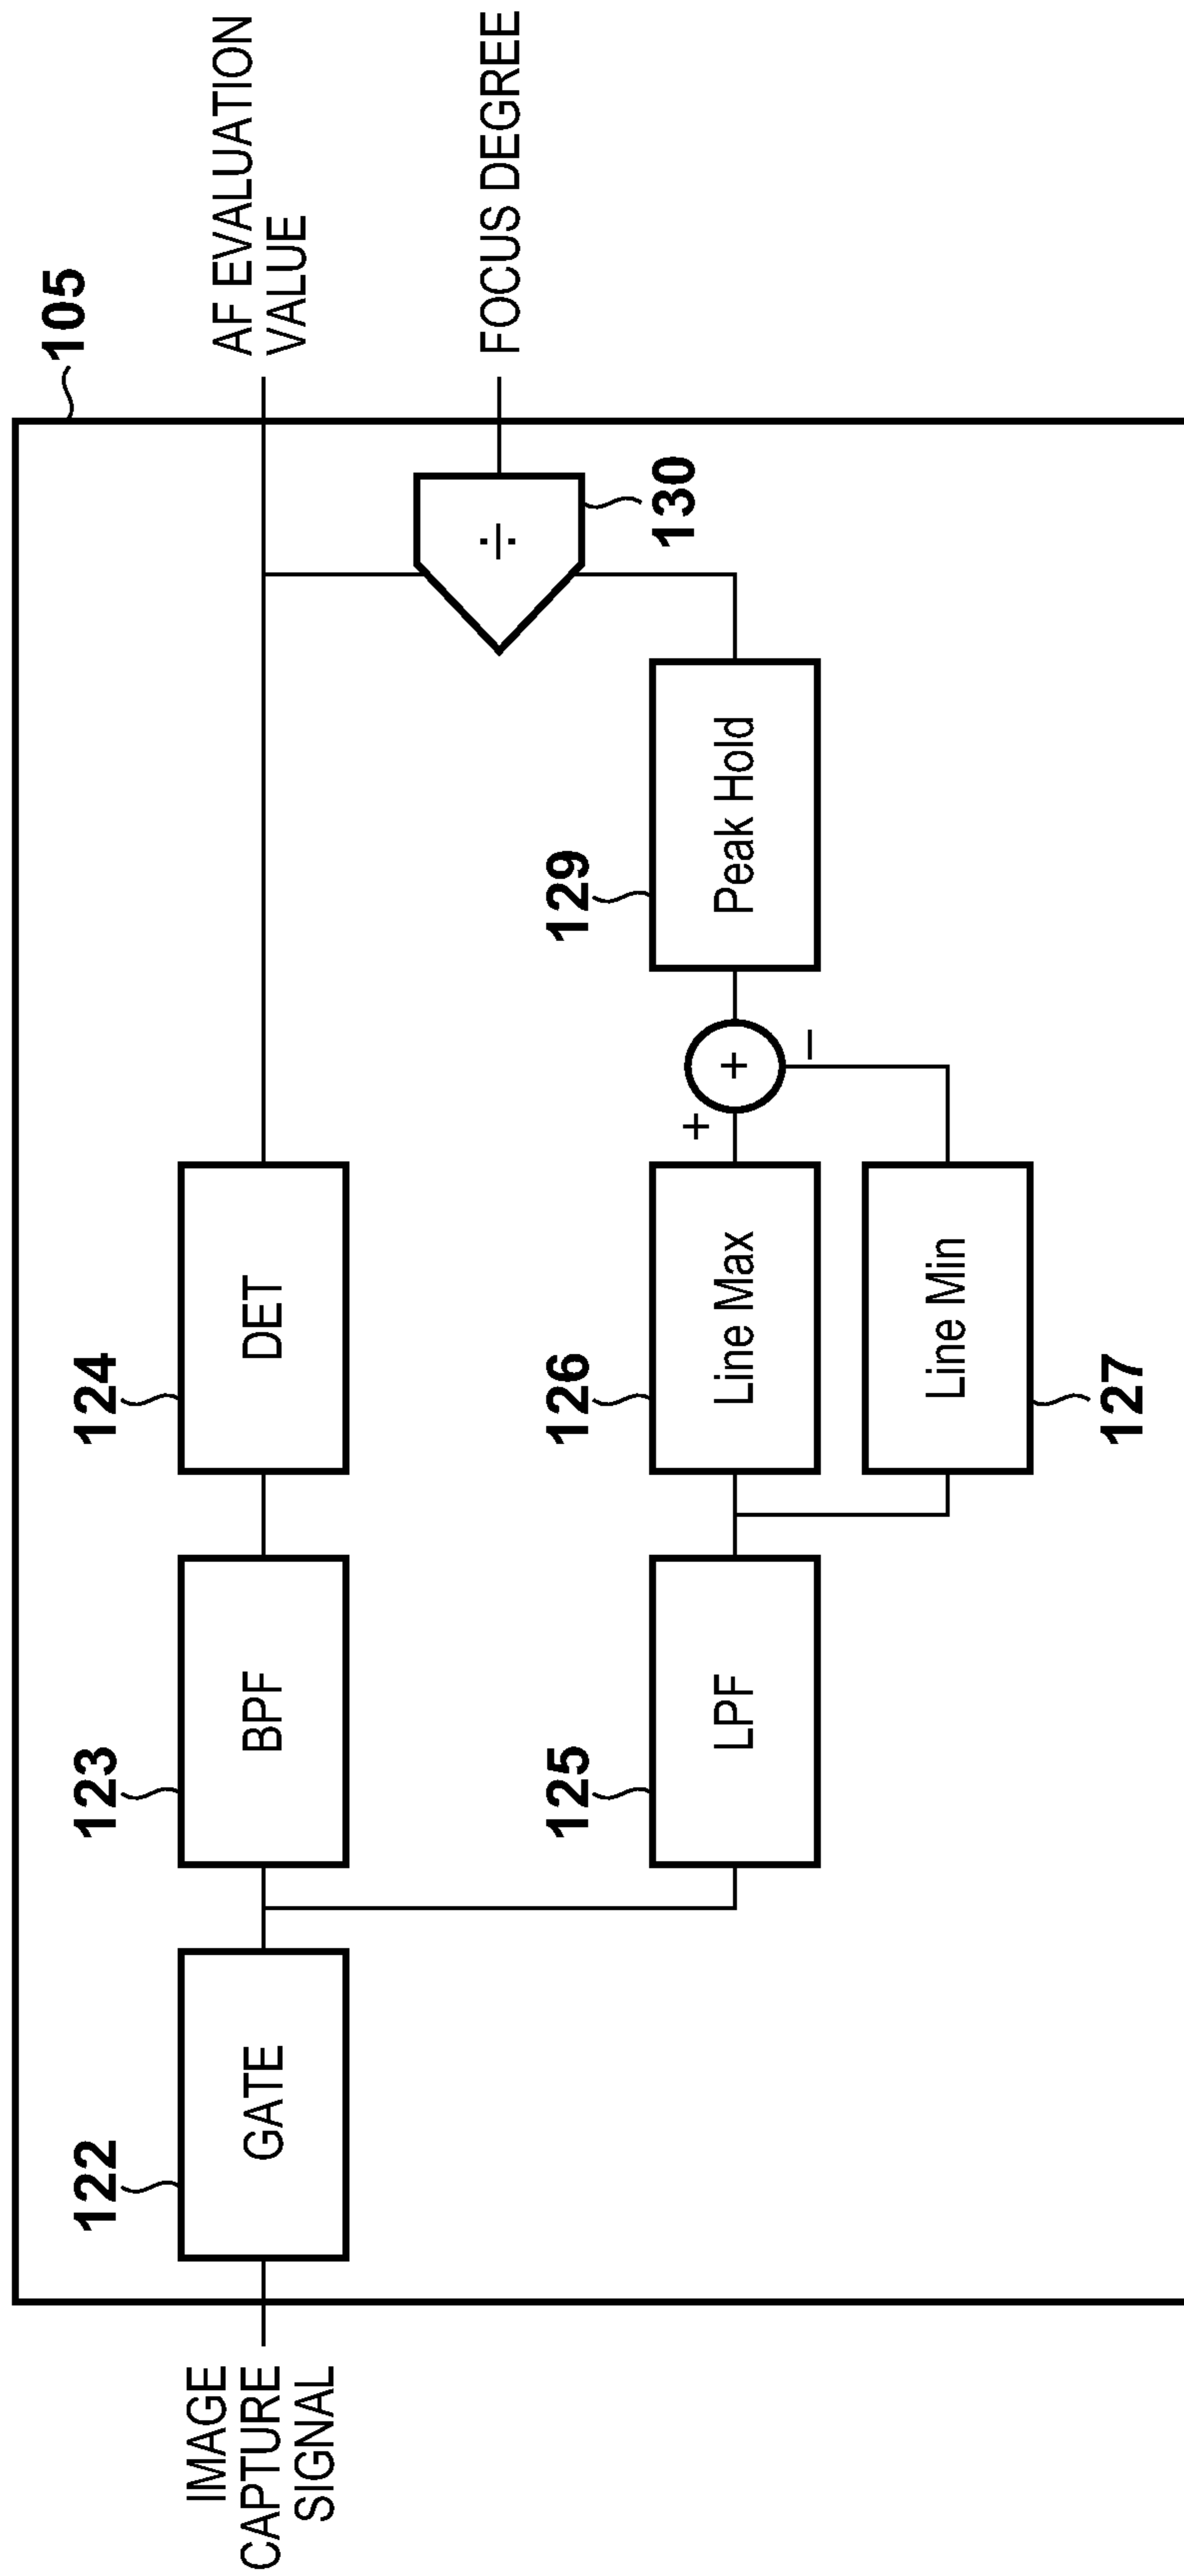 105
IMAGE
CAPTURE
SIGNAL
122
GATE
123
BPF
124
DET
AF EVALUATION
VALUE
125
LPF
126
Line Max
+
+
−
129
Peak Hold
÷
130
FOCUS DEGREE
Line Min
127